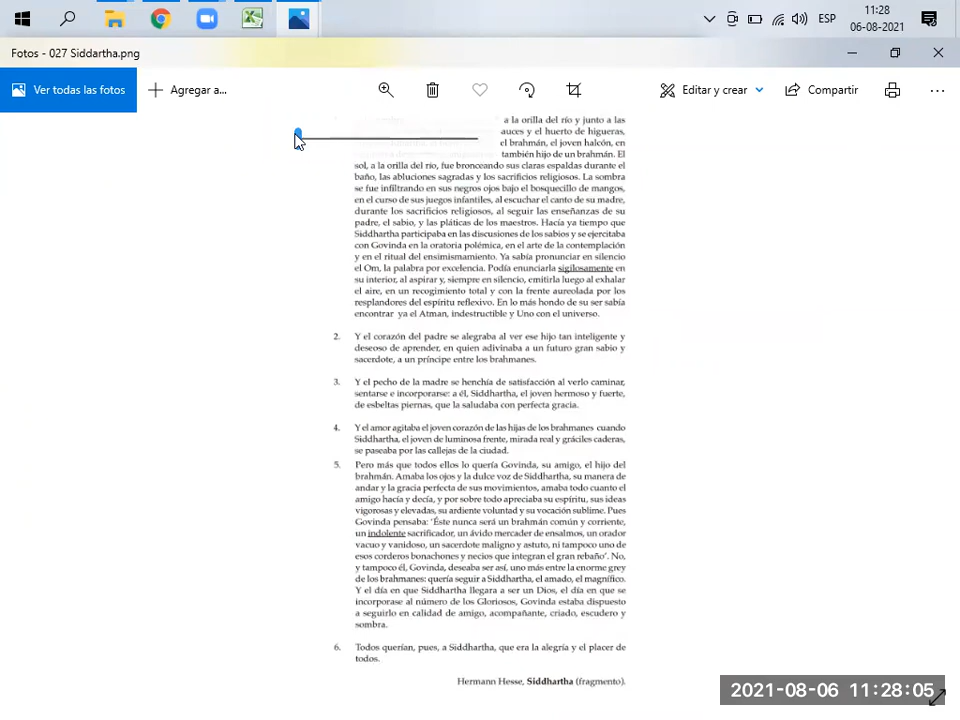 11:28
ESP
06-08-2021
Fotos - 027 Siddartha.png
Ver todas las fotos
Agregar a...
Editar y crear
Compartir
a la orilla del río y junto a las
auces y el huerto de higueras,
el brahmán, el joven halcón, en
también hijo de un brahmán. El
sol, a la orilla del río, fue bronceando sus claras espaldas durante el
baño, las abluciones sagradas y los sacrificios religiosos. La sombra
se fue infiltrando en sus negros ojos bajo el bosquecillo de mangos,
en el curso de sus juegos infantiles, al escuchar el canto de su madre,
durante los sacrificios religiosos, al seguir las enseñanzas de su
padre, el sabio, y las pláticas de los maestros. Hacía ya tiempo que
Siddhartha participaba en las discusiones de los sabios y se ejercitaba
con Govinda en la oratoria polémica, en el arte de la contemplación
y en el ritual del ensimismamiento. Ya sabía pronunciar en silencio
el Om, la palabra por excelencia. Podía enunciarla sigilosamente en
su interior, al aspirar y, siempre en silencio, emitirla luego al exhalar
el aire, en un recogimiento total y con la frente aureolada por los
resplandores del espíritu reflexivo. En lo más hondo de su ser sabía
encontrar ya el Atman, indestructible y Uno con el universo.
2. Y el corazón del padre se alegraba al ver ese hijo tan inteligente y
deseoso de aprender, en quien adivinaba a un futuro gran sabio y
sacerdote, a un príncipe entre los brahmanes.
3. Y el pecho de la madre se henchía de satisfacción al verlo caminar,
sentarse e incorporarse: a él, Siddhartha, el joven hermoso y fuerte,
de esbeltas piernas, que la saludaba con perfecta gracia.
4. Y el amor agitaba el joven corazón de las hijas de los brahmanes cuando
Siddhartha, el joven de luminosa frente, mirada real y gráciles caderas,
se paseaba por las callejas de la ciudad.
5. Pero más que todos ellos lo quería Govinda, su amigo, el hijo del
brahmán. Amaba los ojos y la dulce voz de Siddhartha, su manera de
andar y la gracia perfecta de sus movimientos, amaba todo cuanto el
amigo hacía y decía, y por sobre todo apreciaba su espíritu, sus ideas
vigorosas y elevadas, su ardiente voluntad y su vocación sublime. Pues
Govinda pensaba: 'Éste nunca será un brahmán común y corriente,
un indolente sacrificador, un ávido mercader de ensalmos, un orador
vacuo y vanidoso, un sacerdote maligno y astuto, ni tampoco uno de
esos corderos bonachones y necios que integran el gran rebaño'. No,
y tampoco él, Govinda, deseaba ser así, uno más entre la enorme grey
de los brahmanes: quería seguir a Siddhartha, el amado, el magnífico.
Y el día en que Siddhartha llegara a ser un Dios, el día en que se
incorporase al número de los Gloriosos, Govinda estaba dispuesto
a seguirlo en calidad de amigo, acompañante, criado, escudero y
sombra.
6. Todos querían, pues, a Siddhartha, que era la alegría y el placer de
todos.
Hermann Hesse, Siddhartha (fragmento).
2021-08-06 11:28:05